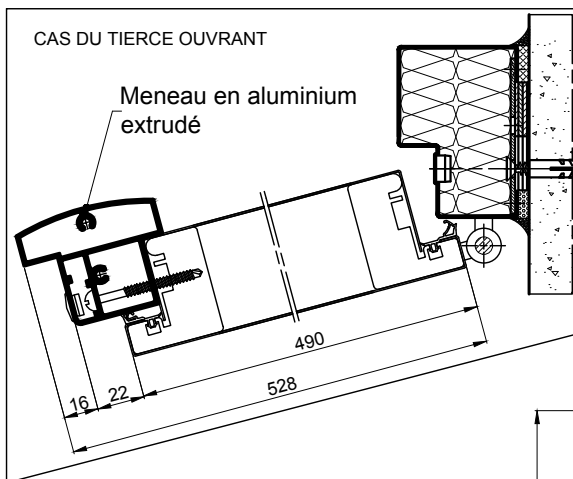 CAS DU TIERCE OUVRANT
Meneau en aluminium
extrudé
490
528
16
22